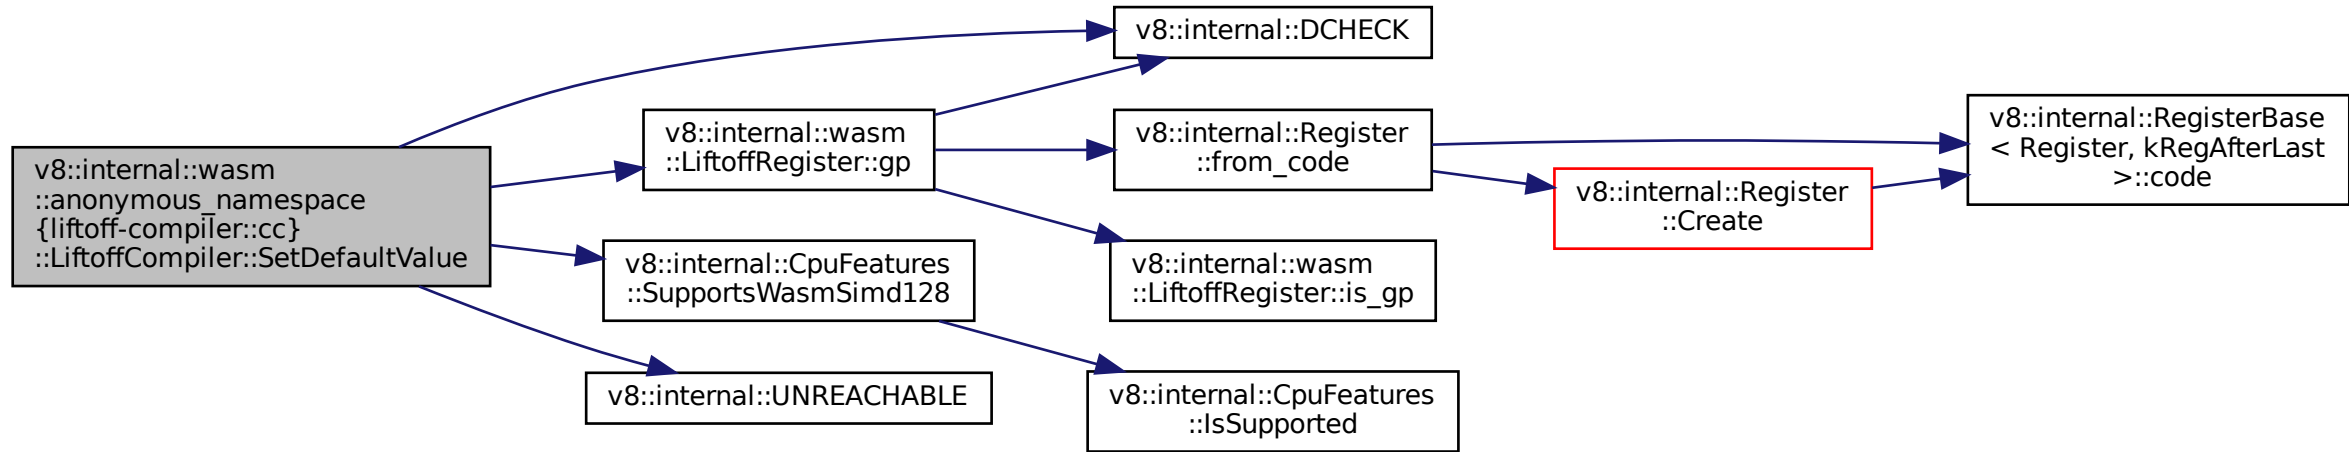 v8::internal::wasm
::anonymous_namespace
{liftoff-compiler::cc}
::LiftoffCompiler::SetDefaultValue
v8::internal::DCHECK
v8::internal::wasm
::LiftoffRegister::gp
v8::internal::Register
::from_code
v8::internal::RegisterBase
< Register, kRegAfterLast
>::code
v8::internal::Register
::Create
v8::internal::wasm
::LiftoffRegister::is_gp
v8::internal::CpuFeatures
::SupportsWasmSimd128
v8::internal::CpuFeatures
::IsSupported
v8::internal::UNREACHABLE